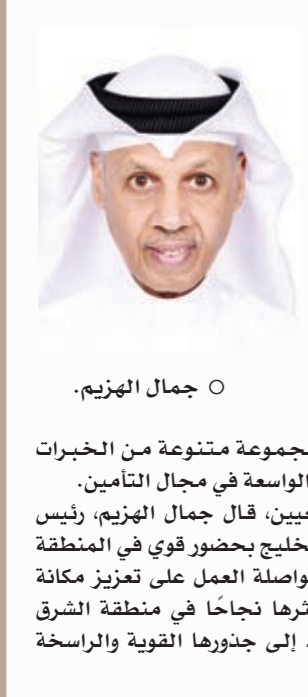 ○ جمال الهزيم.
مجموعة متنوعة من الخبرات
الواسعة في مجال التأمين.
قال جمال الهزيم، رئيس
بحضور قوي في المنطقة
العمل على تعزيز مكانة
نجاحًا في منطقة الشرق
إلى جذورها القوية والراسخة